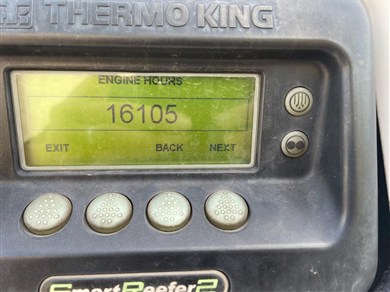 THERMO KING
ENGINE HOURS
16105
EXIT BACK NEXT
SmartReefer2